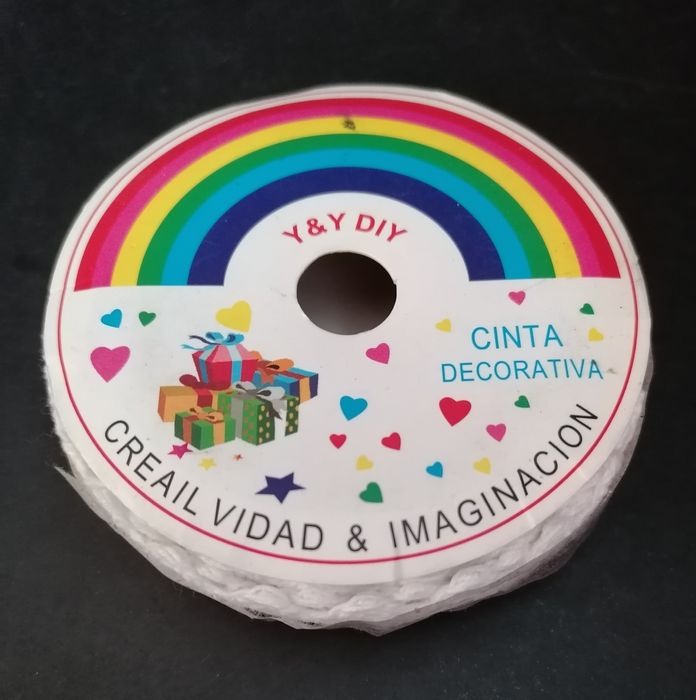 Y&Y DIY
CINTA
DECORATIVA
CREAIL VIDAD & IMAGINACION